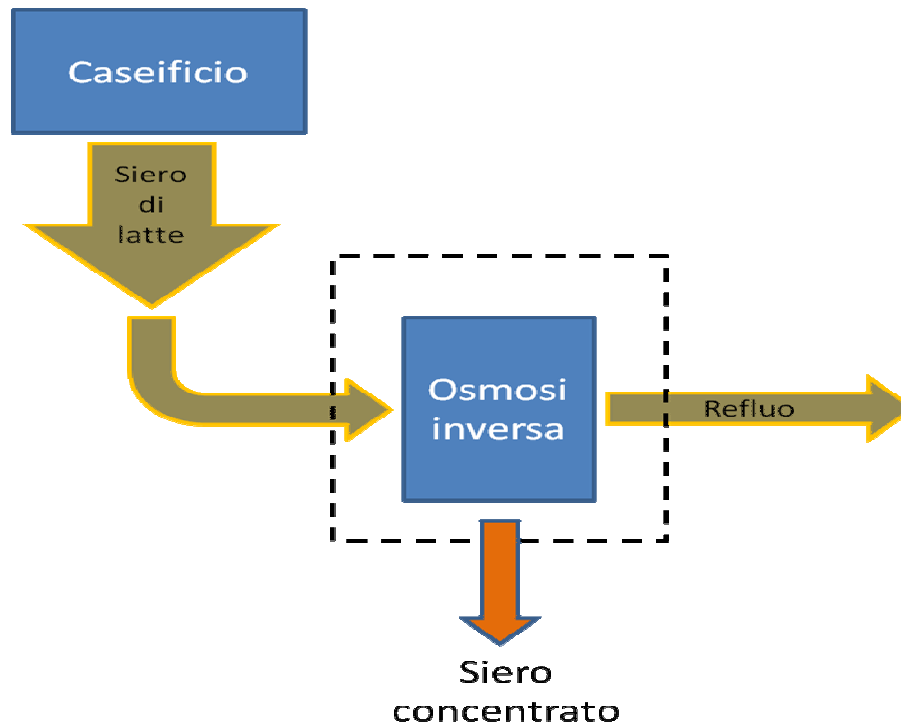 Caseificio
Siero
di
latte
Osmosi
inversa
Refluo
Siero
concentrato